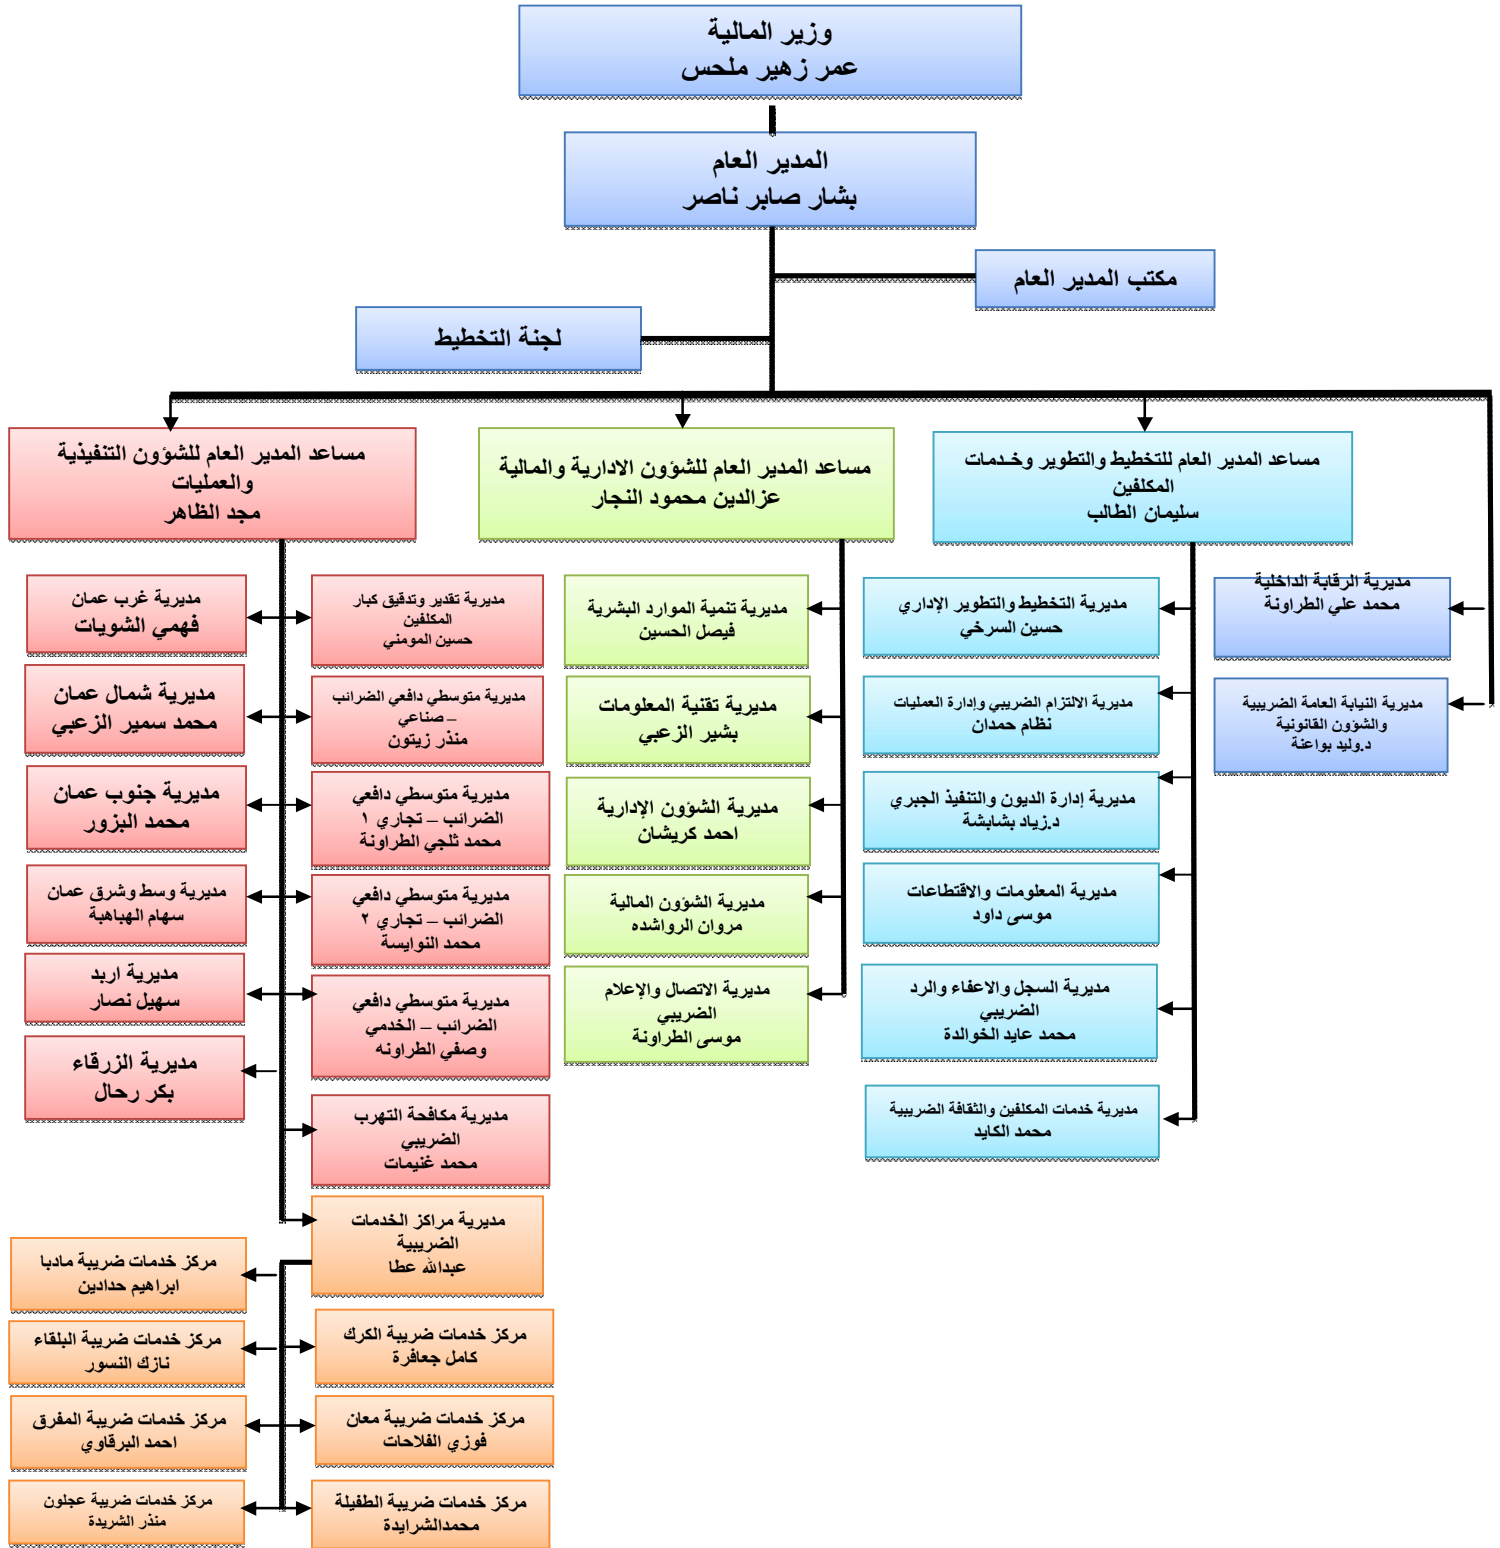 وزير المالية
عمر زهير ملحس
المدير العام
بشار صابر ناصر
مكتب المدير العام
لجنة التخطيط
مساعد المدير العام للتخطيط والتطوير وخدمات
المكلفين
سليمان الطالب
مساعد المدير العام للشؤون الادارية والمالية
عزالدين محمود النجار
مساعد المدير العام للشؤون التنفيذية
والعمليات
مجد الظاهر
مديرية الرقابة الداخلية
محمد علي الطراونة
مديرية النيابة العامة الضريبية
والشؤون القانونية
د.وليد بواعنة
مديرية التخطيط والتطوير الإداري
حسين السرخي
مديرية الالتزام الضريبي وإدارة العمليات
نظام حمدان
مديرية إدارة الديون والتنفيذ الجبري
د.زياد بشابشة
مديرية المعلومات والاقتطاعات
موسى داود
مديرية السجل والاعفاء والرد
الضريبي
محمد عايد الخوالدة
مديرية خدمات المكلفين والثقافة الضريبية
محمد الكايد
مديرية تنمية الموارد البشرية
فيصل الحسين
مديرية تقنية المعلومات
بشير الزعبي
مديرية الشؤون الإدارية
احمد كريشان
مديرية الشؤون المالية
مروان الرواشده
مديرية الاتصال والإعلام
الضريبي
موسى الطراونة
مديرية تقدير وتدقيق كبار
المكلفين
حسين المومني
مديرية متوسطي دافعي الضرائب
– صناعي
منذر زيتون
مديرية متوسطي دافعي
الضرائب – تجاري ١
محمد ثلجي الطراونة
مديرية متوسطي دافعي
الضرائب – تجاري ٢
محمد النوايسة
مديرية متوسطي دافعي
الضرائب – الخدمي
وصفي الطراونه
مديرية مكافحة التهرب
الضريبي
محمد غنيمات
مديرية غرب عمان
فهمي الشويات
مديرية شمال عمان
محمد سمير الزعبي
مديرية جنوب عمان
محمد البزور
مديرية وسط وشرق عمان
سهام الهباهبة
مديرية اربد
سهيل نصار
مديرية الزرقاء
بكر رحال
مديرية مراكز الخدمات
الضريبية
عبدالله عطا
مركز خدمات ضريبة الكرك
كامل جعافرة
مركز خدمات ضريبة معان
فوزي الفلاحات
مركز خدمات ضريبة الطفيلة
محمدالشرايدة
مركز خدمات ضريبة مادبا
ابراهيم حدادين
مركز خدمات ضريبة البلقاء
نازك النسور
مركز خدمات ضريبة المفرق
احمد البرقاوي
مركز خدمات ضريبة عجلون
منذر الشريدة